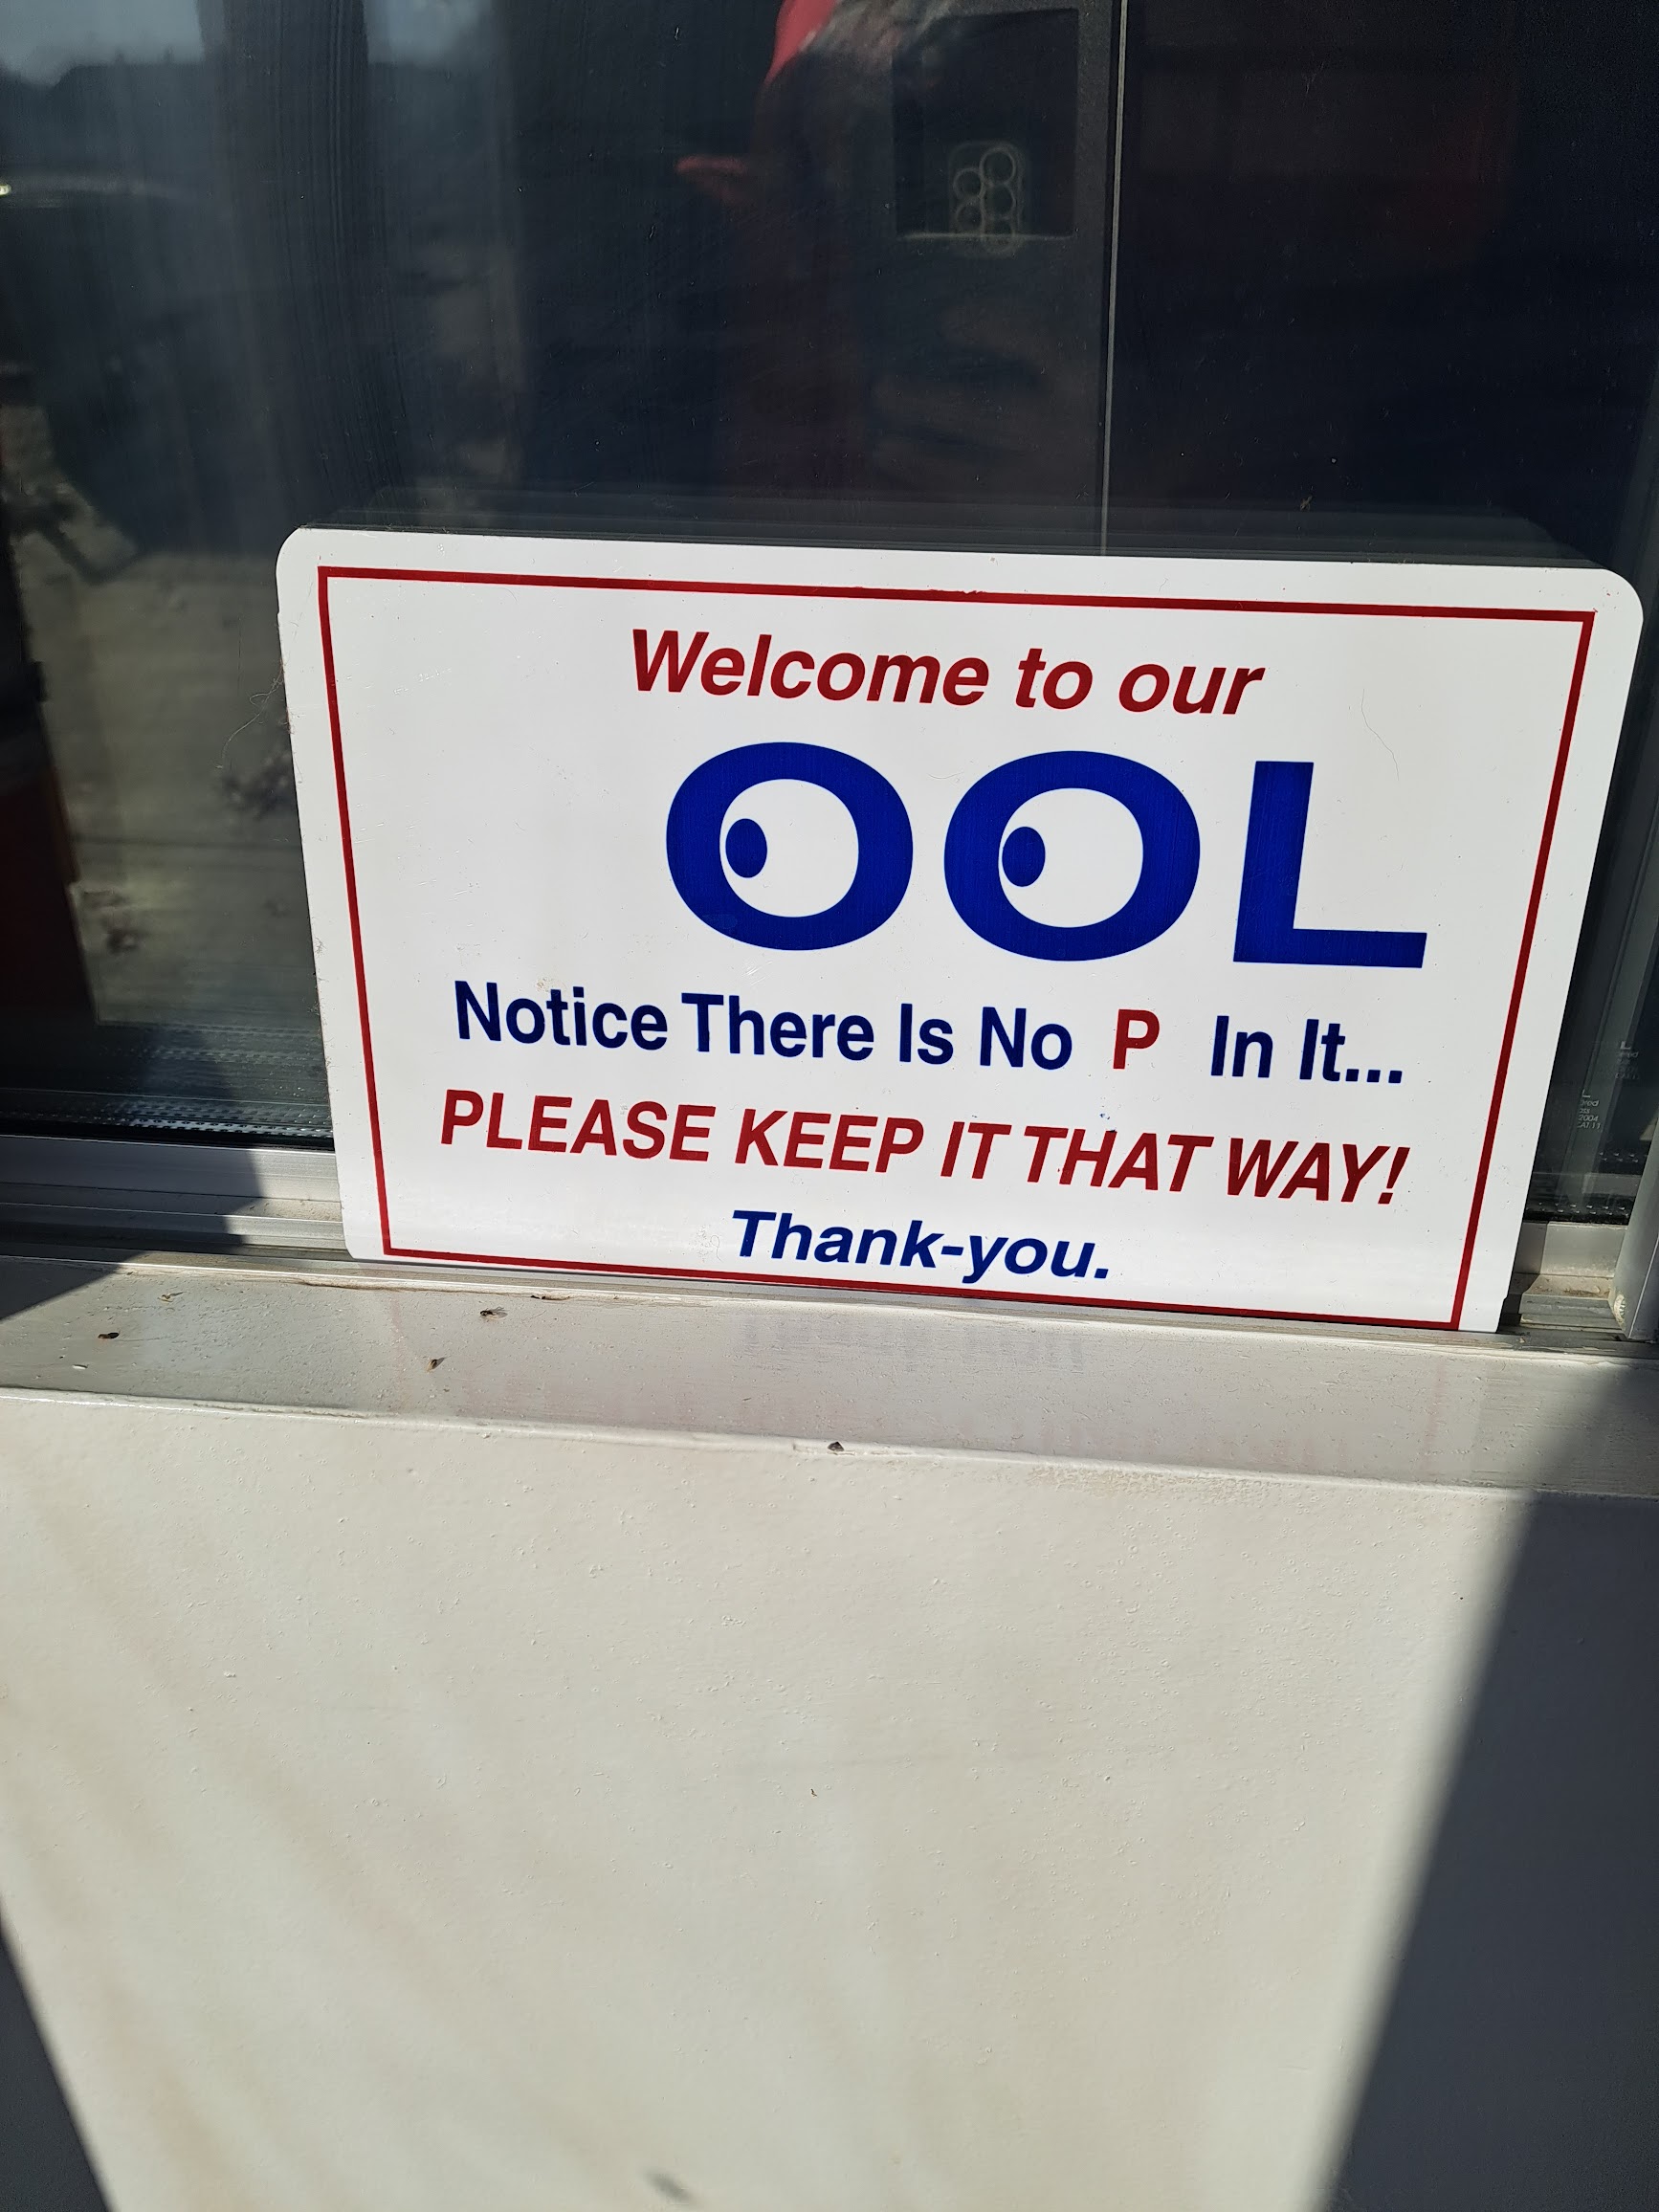 Welcome to our
OOL
Notice There Is No P In It...
PLEASE KEEP IT THAT WAY!
Thank-you.